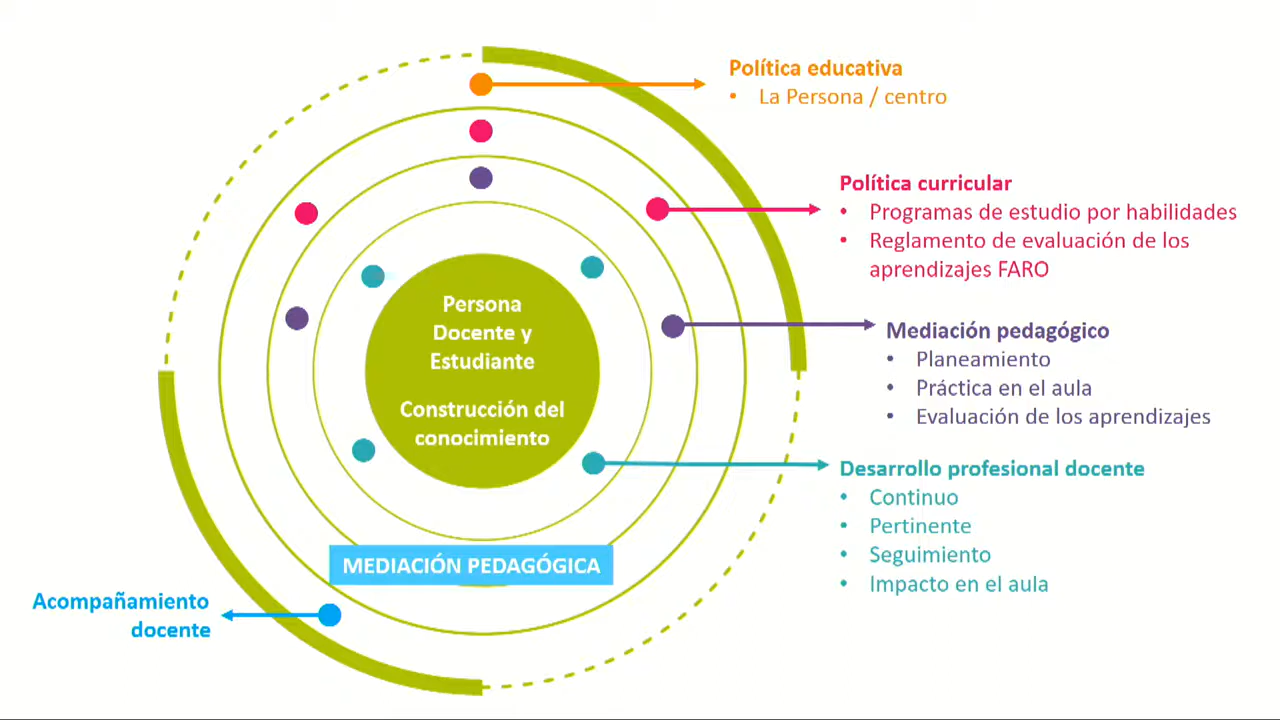 Política educativa
• La Persona / centro
Política curricular
• Programas de estudio por habilidades
• Reglamento de evaluación de los
aprendizajes FARO
Persona
Docente y
Estudiante
Construcción del
conocimiento
Mediación pedagógico
• Planeamiento
• Práctica en el aula
• Evaluación de los aprendizajes
Desarrollo profesional docente
• Continuo
• Pertinente
• Seguimiento
• Impacto en el aula
MEDIACIÓN PEDAGÓGICA
Acompañamiento
docente